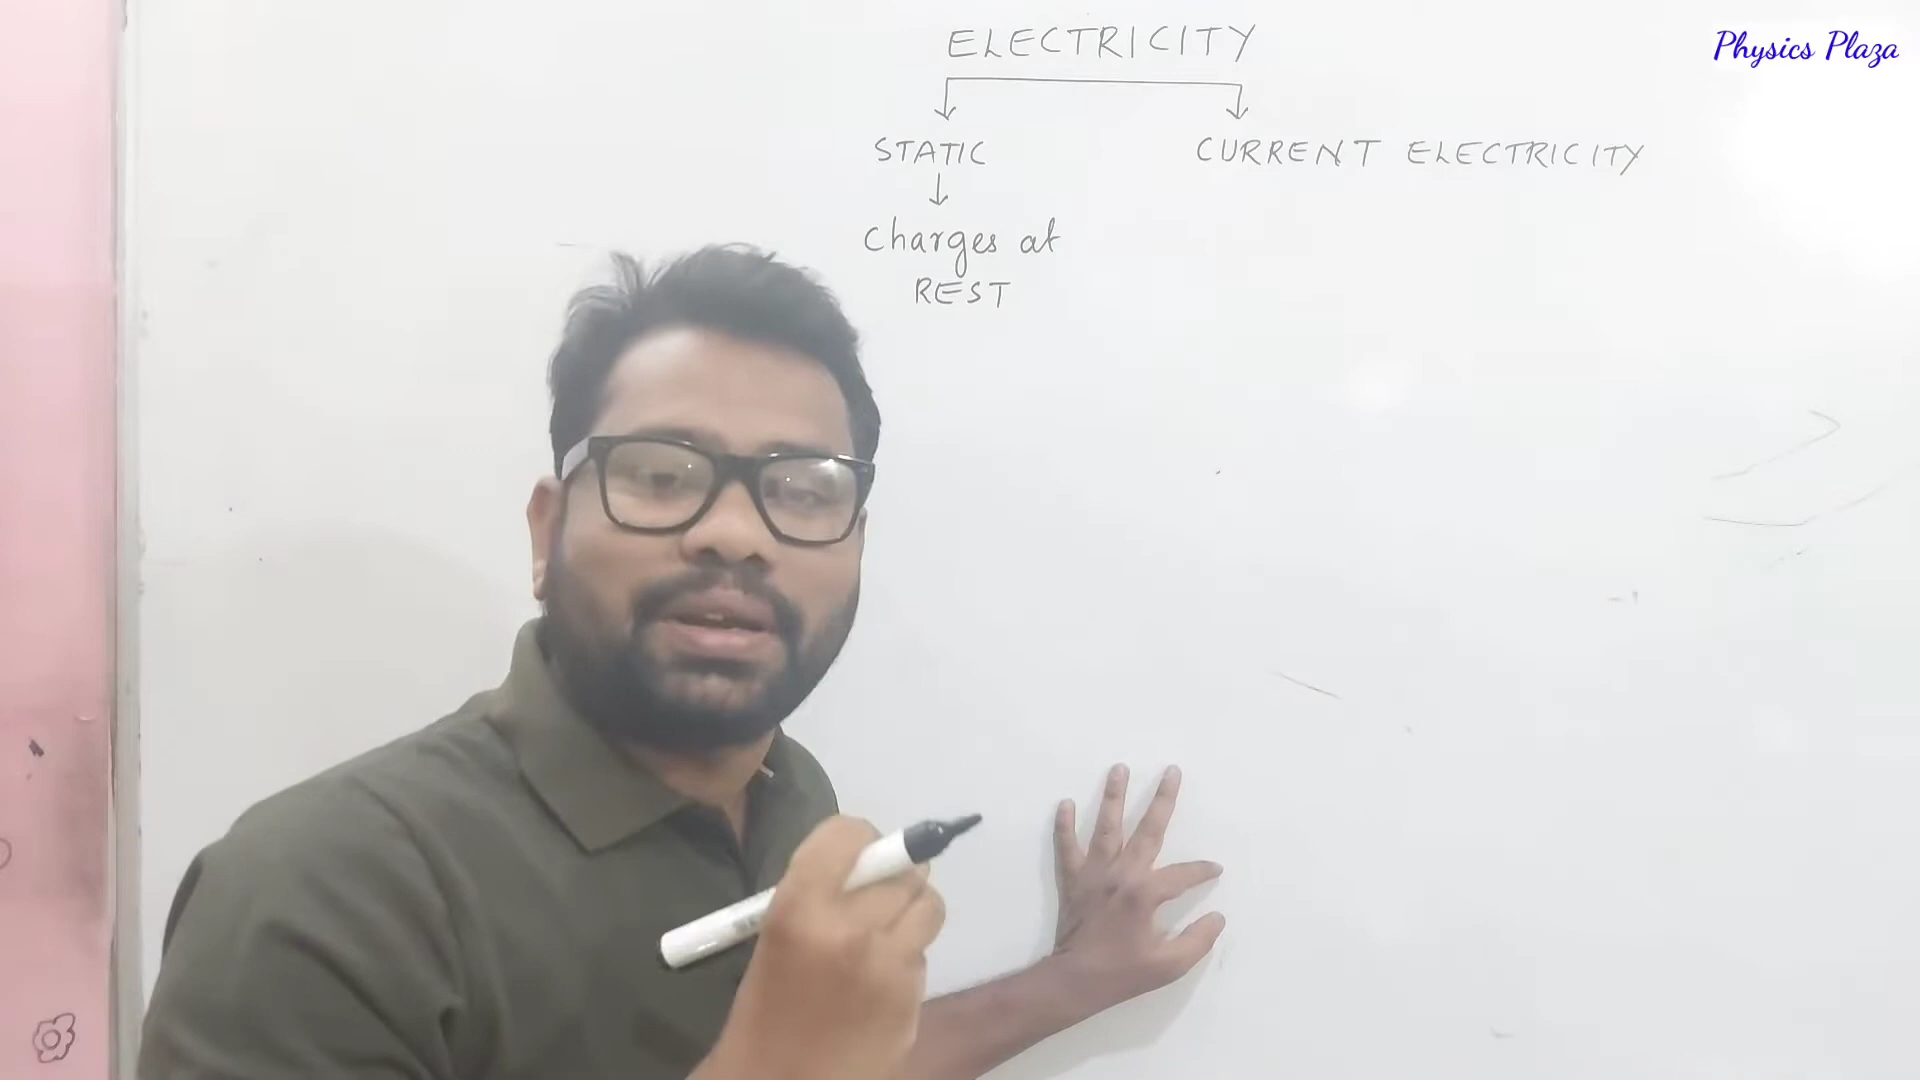 ELECTRICITY
Physics Plaza
STATIC
CURRENT ELECTRICITY
Charges at
REST